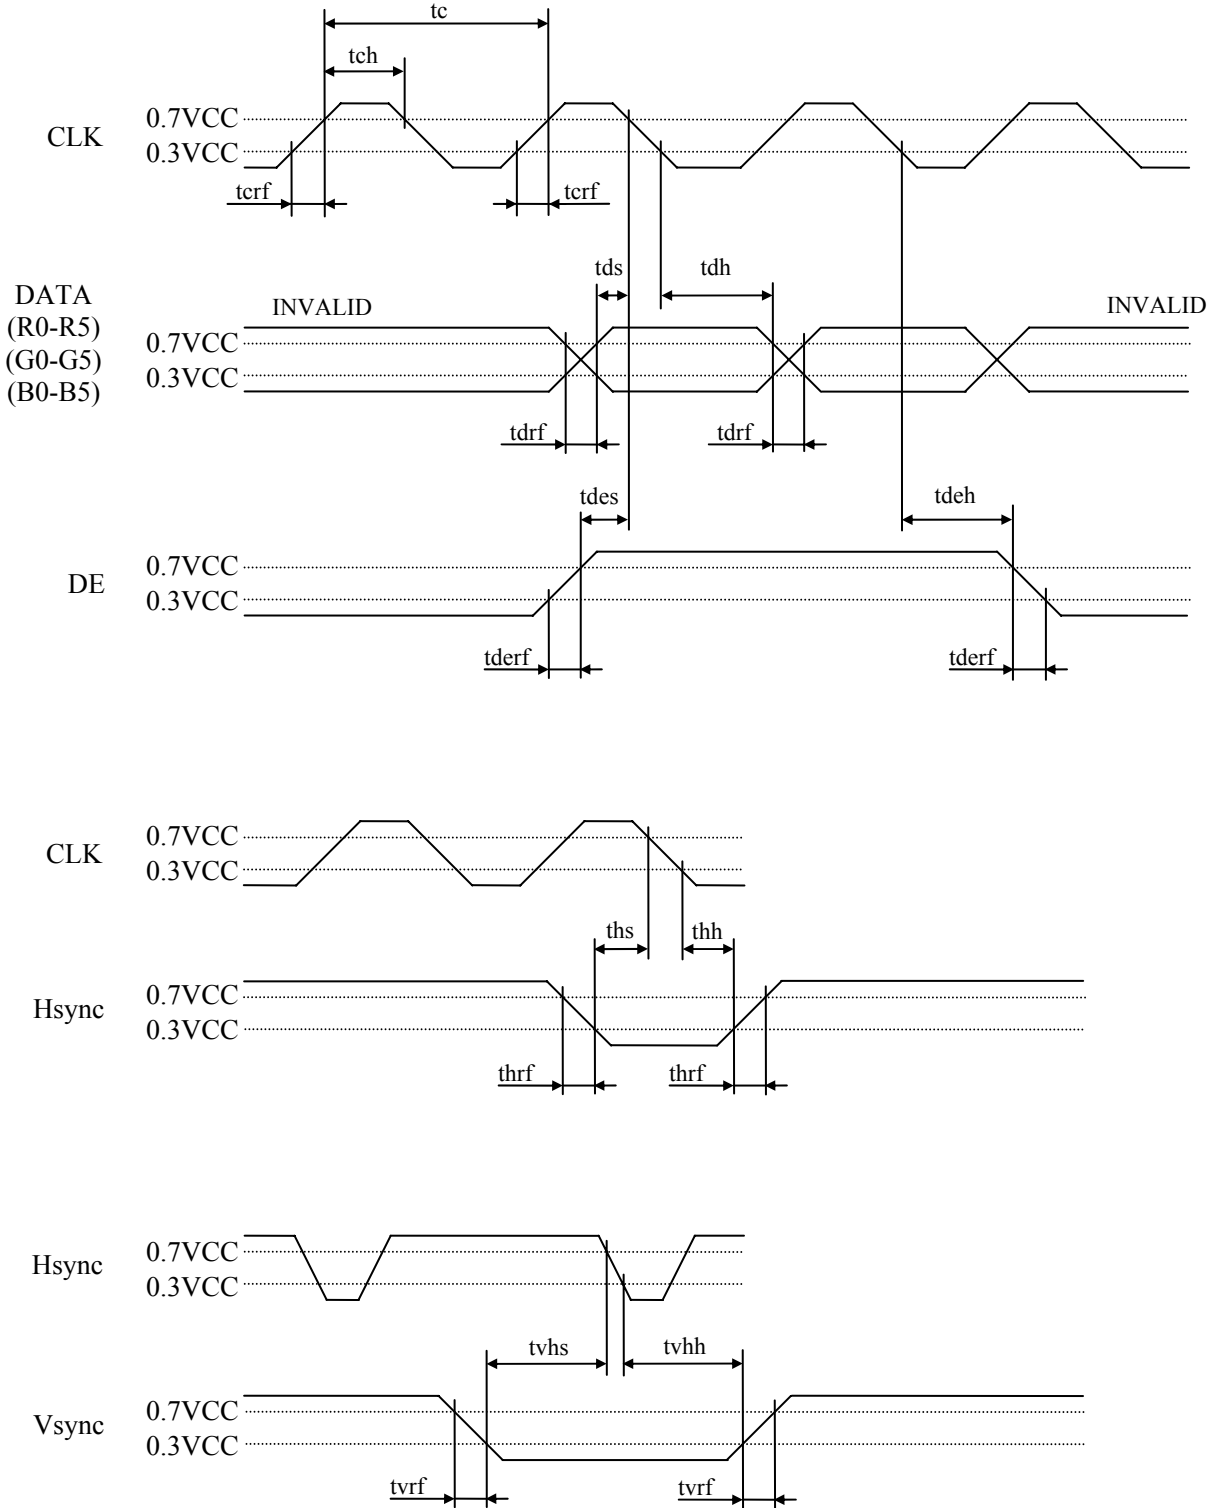 tc
tch
CLK
0.7VCC
0.3VCC
tcrf
tcrf
tds
tdh
DATA
(R0-R5)
(G0-G5)
(B0-B5)
INVALID
INVALID
0.7VCC
0.3VCC
tdrf
tdrf
tdes
tdeh
DE
0.7VCC
0.3VCC
tderf
tderf
CLK
0.7VCC
0.3VCC
ths
thh
Hsync
0.7VCC
0.3VCC
thrf
thrf
Hsync
0.7VCC
0.3VCC
tvhs
tvhh
Vsync
0.7VCC
0.3VCC
tvrf
tvrf